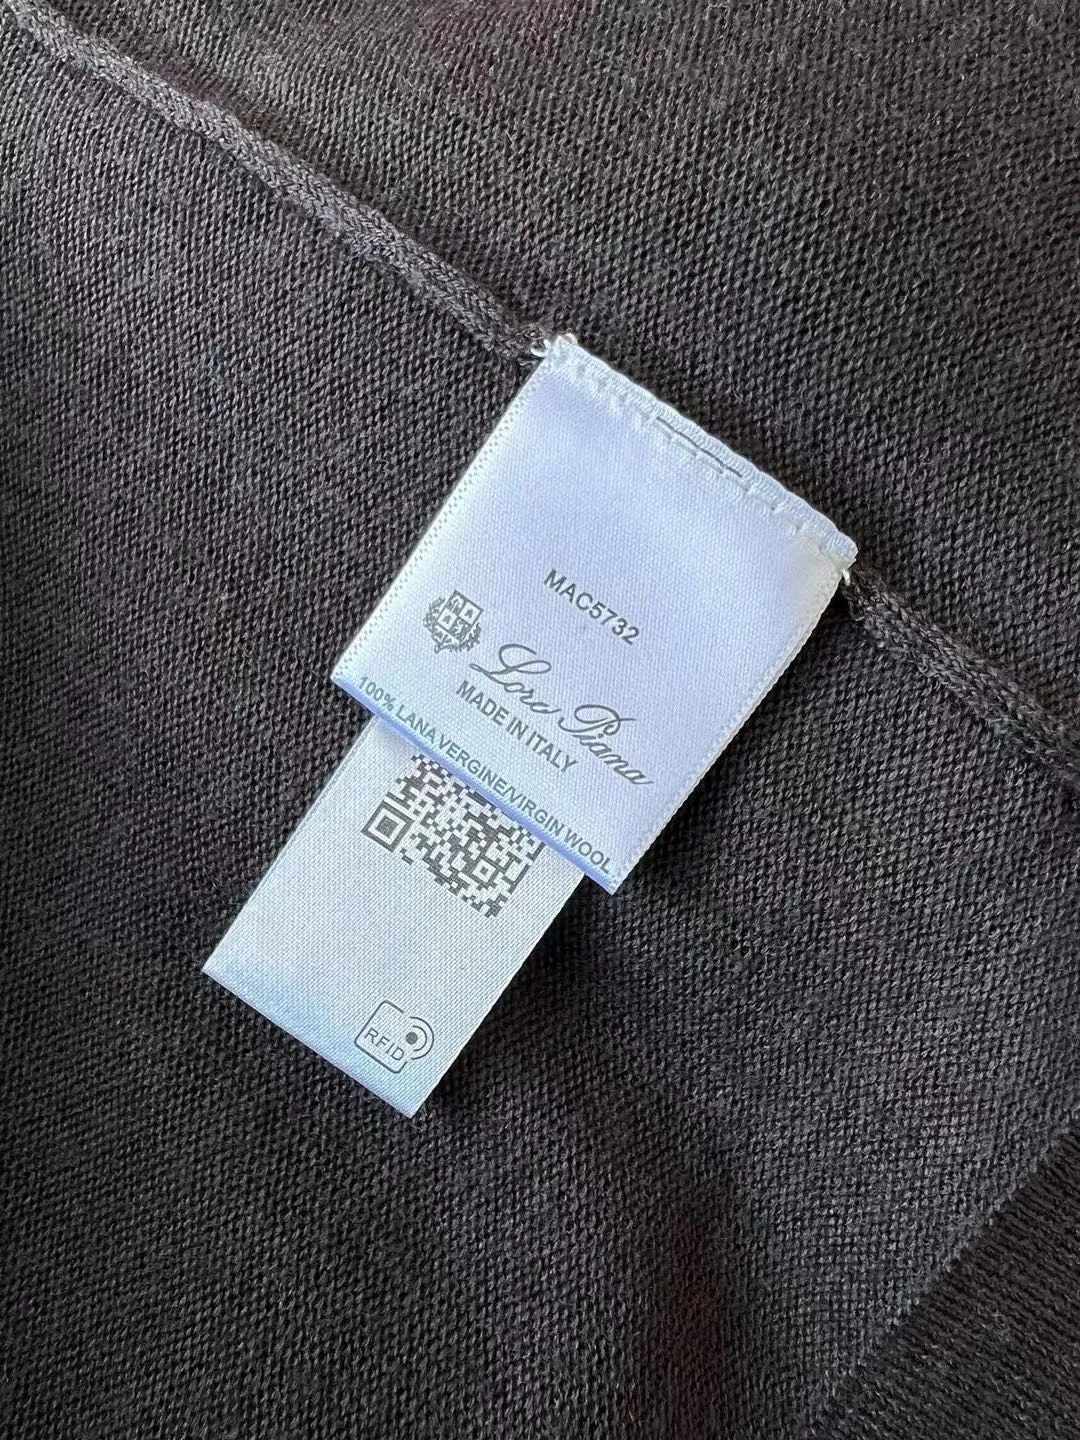 MAC5732
Loro Piana
MADE IN ITALY
100% LANA VERGINE/VIRGIN WOOL
RFID